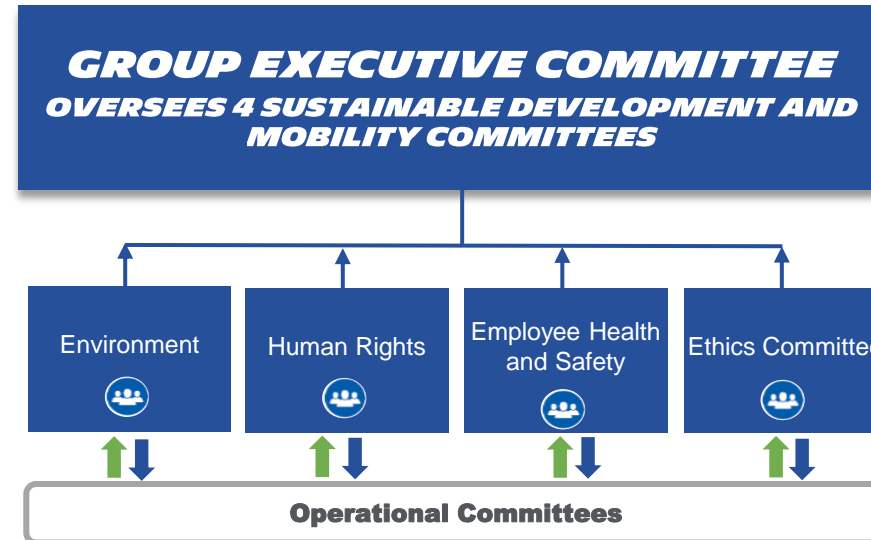 GROUP EXECUTIVE COMMITTEE
OVERSEES 4 SUSTAINABLE DEVELOPMENT AND
MOBILITY COMMITTEES
Environment
Human Rights
Employee Health
and Safety
Ethics Committee
Operational Committees